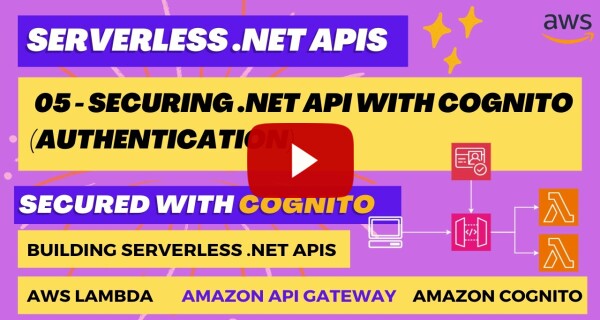 aws
SERVERLESS .NET APIS
05 - SECURING .NET API WITH COGNITO
(AUTHENTICATION)
SECURED WITH COGNITO
BUILDING SERVERLESS .NET APIS
AWS LAMBDA AMAZON API GATEWAY AMAZON COGNITO